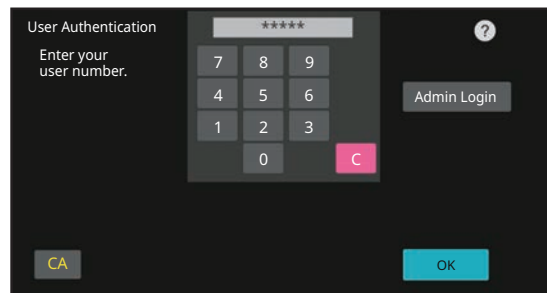 User Authentication
*****
?
Enter your
user number.
7 8 9
4 5 6
Admin Login
1 2 3
0 C
CA
OK